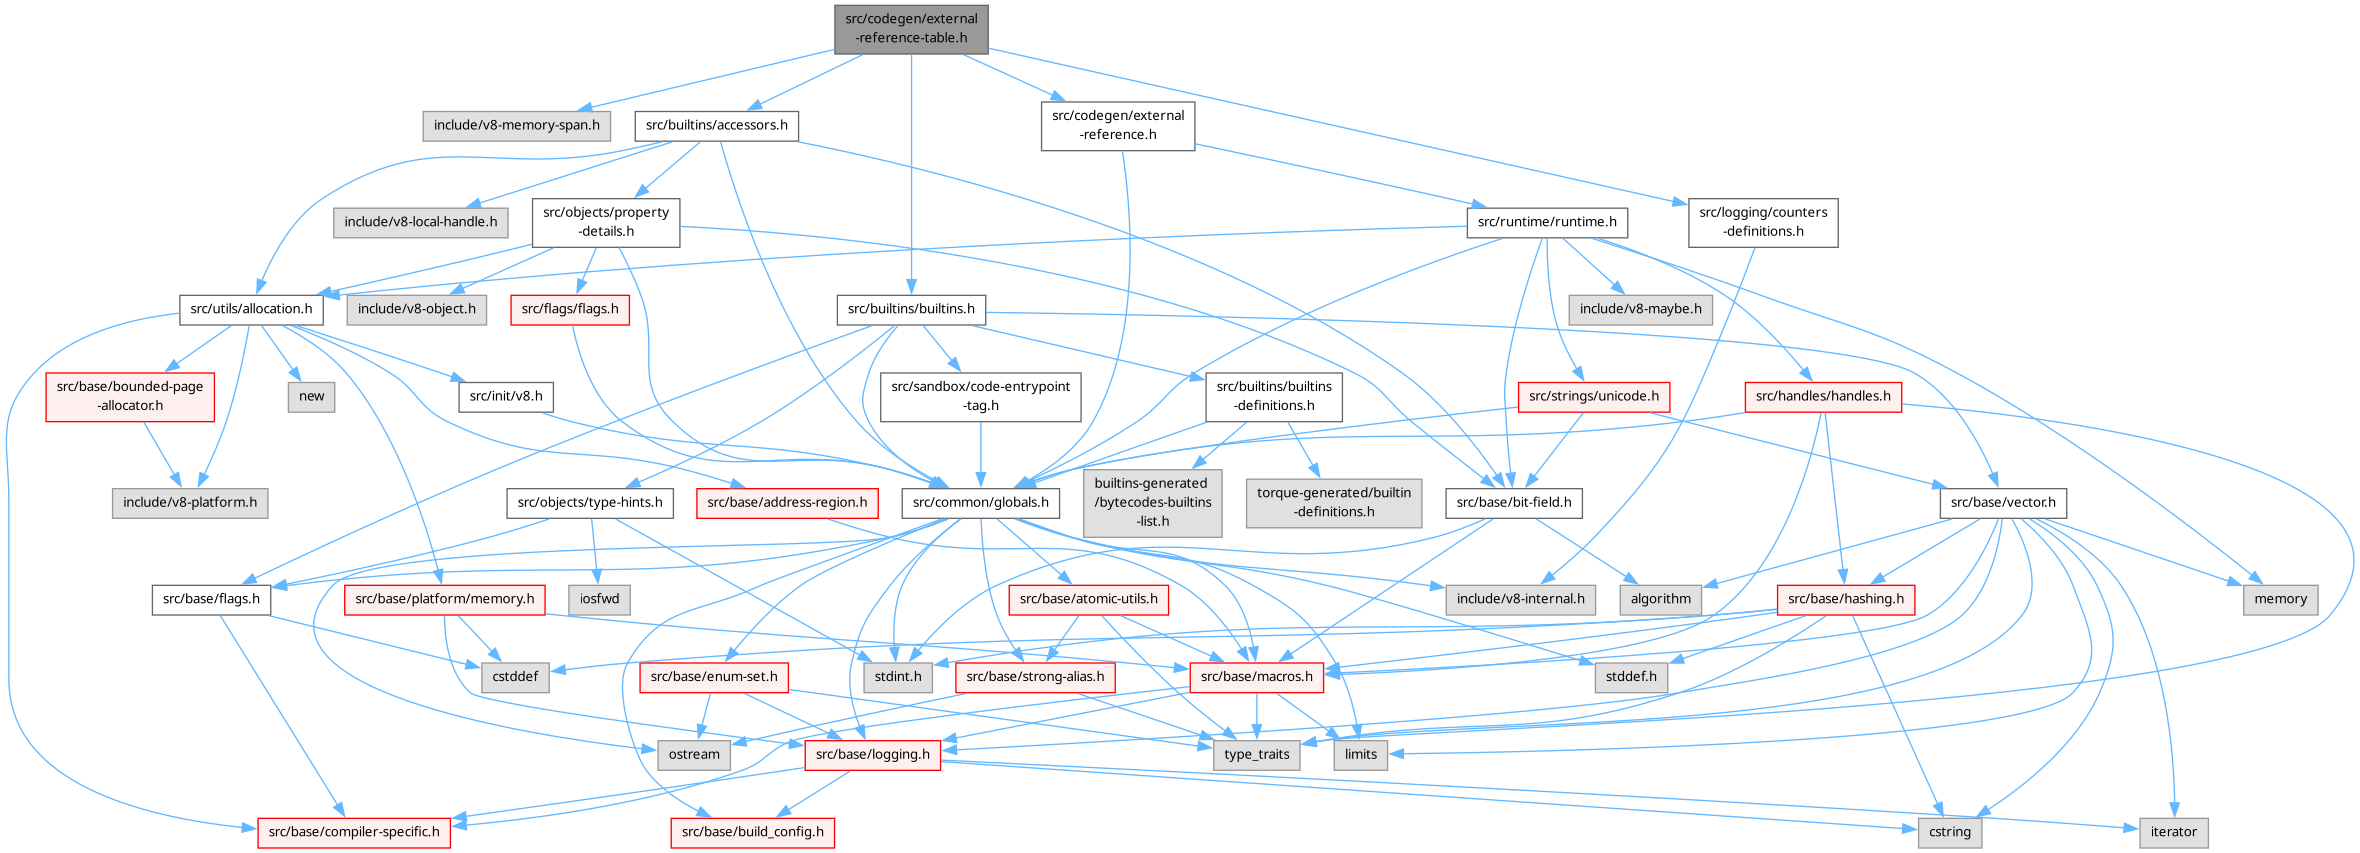 src/codegen/external
-reference-table.h
include/v8-memory-span.h
src/builtins/accessors.h
src/codegen/external
-reference.h
include/v8-local-handle.h
src/objects/property
-details.h
src/runtime/runtime.h
src/logging/counters
-definitions.h
src/utils/allocation.h
include/v8-object.h
src/flags/flags.h
src/builtins/builtins.h
include/v8-maybe.h
src/base/bounded-page
-allocator.h
new
src/init/v8.h
src/sandbox/code-entrypoint
-tag.h
src/builtins/builtins
-definitions.h
src/strings/unicode.h
src/handles/handles.h
include/v8-platform.h
src/objects/type-hints.h
src/base/address-region.h
src/common/globals.h
builtins-generated
/bytecodes-builtins
-list.h
torque-generated/builtin
-definitions.h
src/base/bit-field.h
src/base/vector.h
src/base/flags.h
src/base/platform/memory.h
iosfwd
src/base/atomic-utils.h
include/v8-internal.h
algorithm
src/base/hashing.h
memory
cstddef
src/base/enum-set.h
stdint.h
src/base/strong-alias.h
src/base/macros.h
stddef.h
ostream
src/base/logging.h
type_traits
limits
src/base/compiler-specific.h
src/base/build_config.h
cstring
iterator